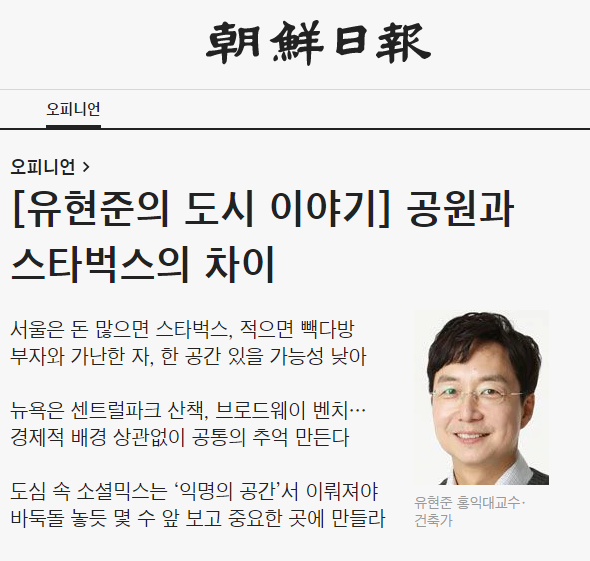 朝鮮日報
오피니언
오피니언 >
[유현준의 도시 이야기] 공원과
스타벅스의 차이
서울은 돈 많으면 스타벅스, 적으면 빽다방
부자와 가난한 자, 한 공간 있을 가능성 낮아
뉴욕은 센트럴파크 산책, 브로드웨이 벤치…
경제적 배경 상관없이 공통의 추억 만든다
도심 속 소셜믹스는 ‘익명의 공간’서 이뤄져야
바둑돌 놓듯 몇 수 앞 보고 중요한 곳에 만들라
유현준 홍익대교수·
건축가